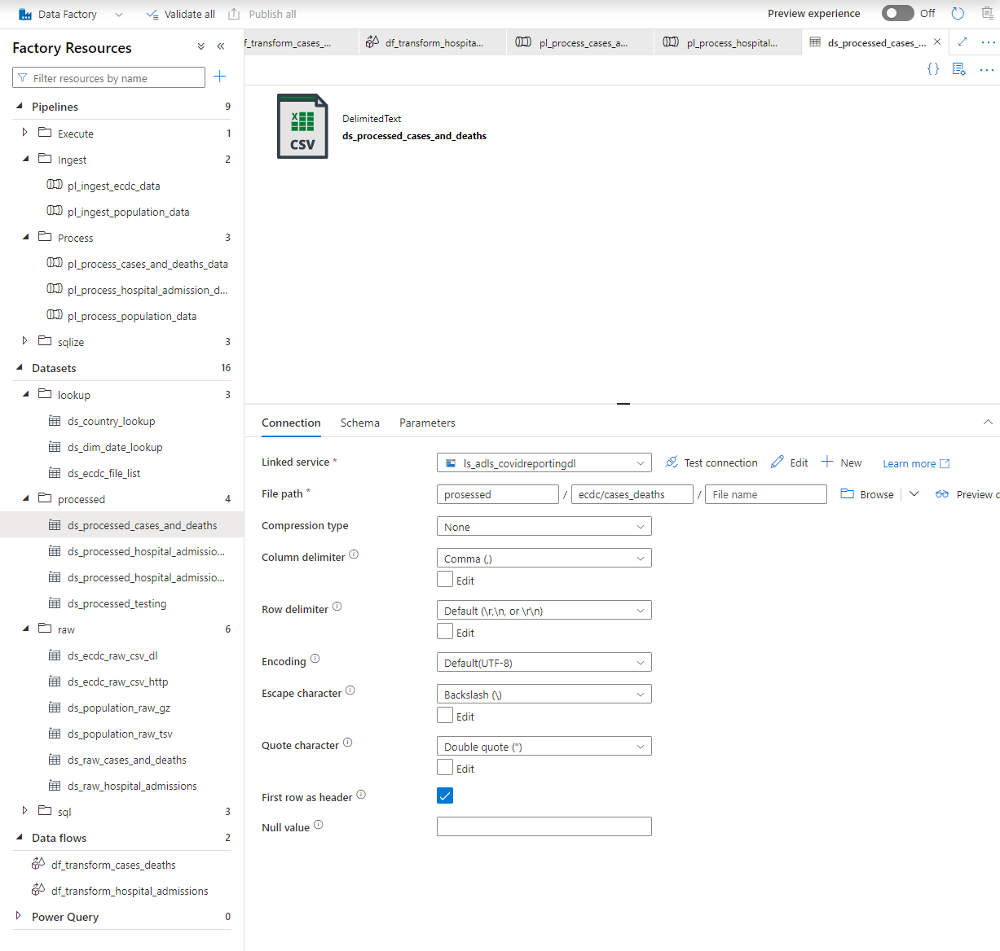 Data Factory
Validate all
Publish all
Preview experience
Off
Factory Resources
f_transform_cases_...
df_transform_hospita...
pl_process_cases_a...
pl_process_hospital...
ds_processed_cases_...
Filter resources by name
Pipelines 9
Execute 1
Ingest 2
pl_ingest_ecdc_data
pl_ingest_population_data
Process 3
pl_process_cases_and_deaths_data
pl_process_hospital_admission_d...
pl_process_population_data
sqlize 3
Datasets 16
lookup 3
ds_country_lookup
ds_dim_date_lookup
ds_ecdc_file_list
processed 4
ds_processed_cases_and_deaths
ds_processed_hospital_admissio...
ds_processed_hospital_admissio...
ds_processed_testing
raw 6
ds_ecdc_raw_csv_dl
ds_ecdc_raw_csv_http
ds_population_raw_gz
ds_population_raw_tsv
ds_raw_cases_and_deaths
ds_raw_hospital_admissions
sql 3
Data flows 2
df_transform_cases_deaths
df_transform_hospital_admissions
Power Query 0
CSV
DelimitedText
ds_processed_cases_and_deaths
Connection
Schema
Parameters
Linked service *
ls_adls_covidreportingdl
Test connection
Edit
New
Learn more
File path *
prosessed / ecdc/cases_deaths / File name
Browse
Preview d
Compression type
None
Column delimiter
Comma (,)
Edit
Row delimiter
Default (\r,\n, or \r\n)
Edit
Encoding
Default(UTF-8)
Escape character
Backslash (\)
Edit
Quote character
Double quote (")
Edit
First row as header
Null value